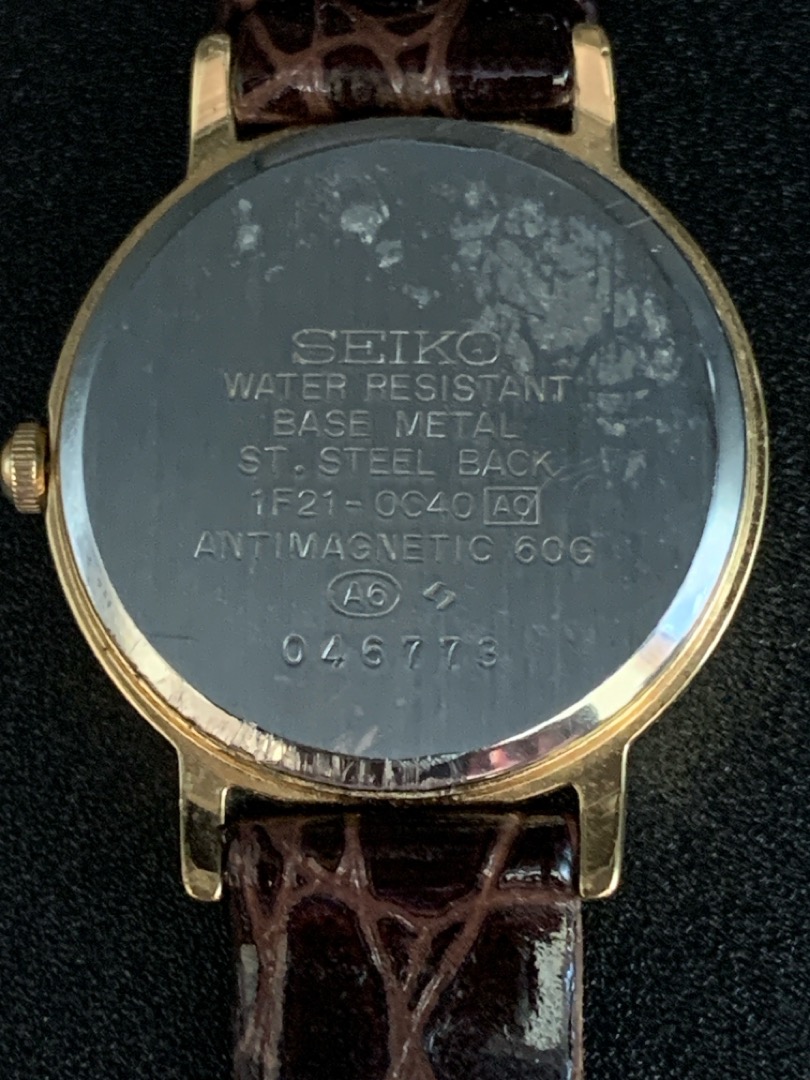 SEIKO
WATER RESISTANT
BASE METAL
ST. STEEL BACK
1F21-0C40 A0
ANTIMAGNETIC 60G
A6
046773